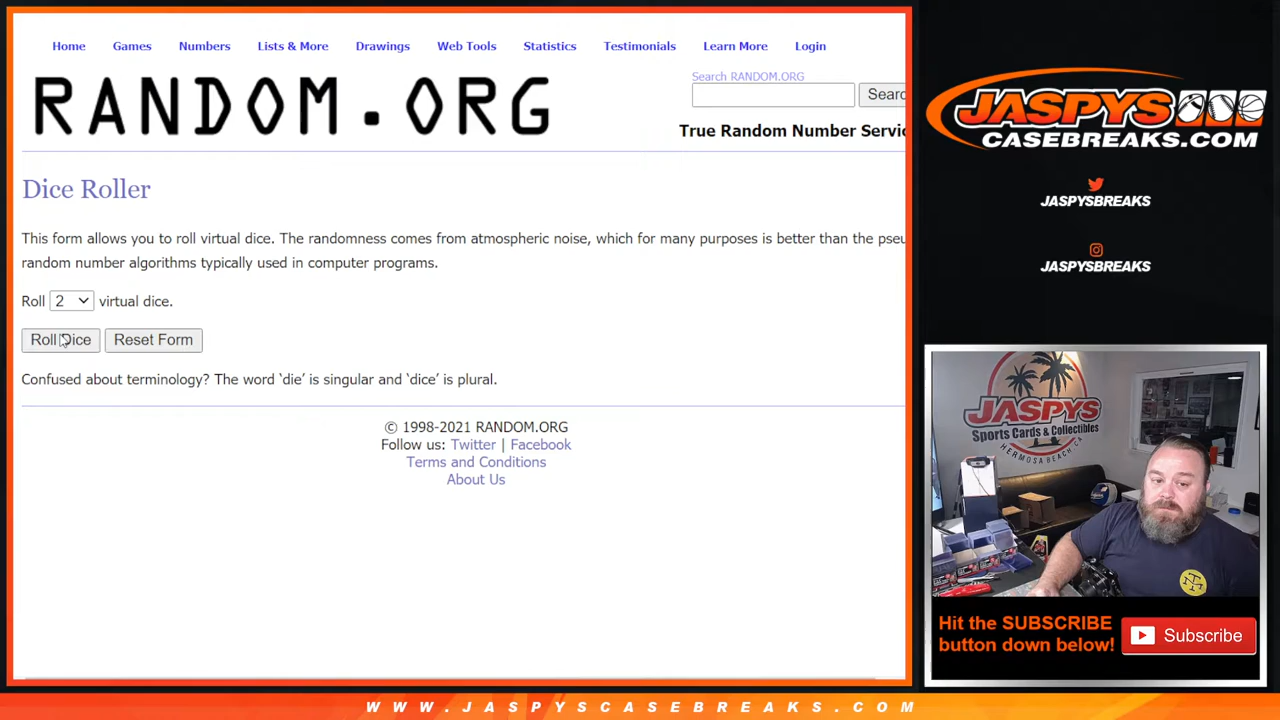 Home Games Numbers Lists & More Drawings Web Tools Statistics Testimonials Learn More Login
RANDOM.ORG
Search RANDOM.ORG
Searc
True Random Number Servic
Dice Roller
This form allows you to roll virtual dice. The randomness comes from atmospheric noise, which for many purposes is better than the pseu
random number algorithms typically used in computer programs.
Roll 2 virtual dice.
Roll Dice Reset Form
Confused about terminology? The word ‘die’ is singular and ‘dice’ is plural.
© 1998-2021 RANDOM.ORG
Follow us: Twitter | Facebook
Terms and Conditions
About Us
JASPYS
CASEBREAKS.COM
JASPYSBREAKS
JASPYSBREAKS
JASPYS
Sports Cards & Collectibles
HERMOSA BEACH, CA
Hit the SUBSCRIBE
button down below!
Subscribe
WWW.JASPYSCASEBREAKS.COM